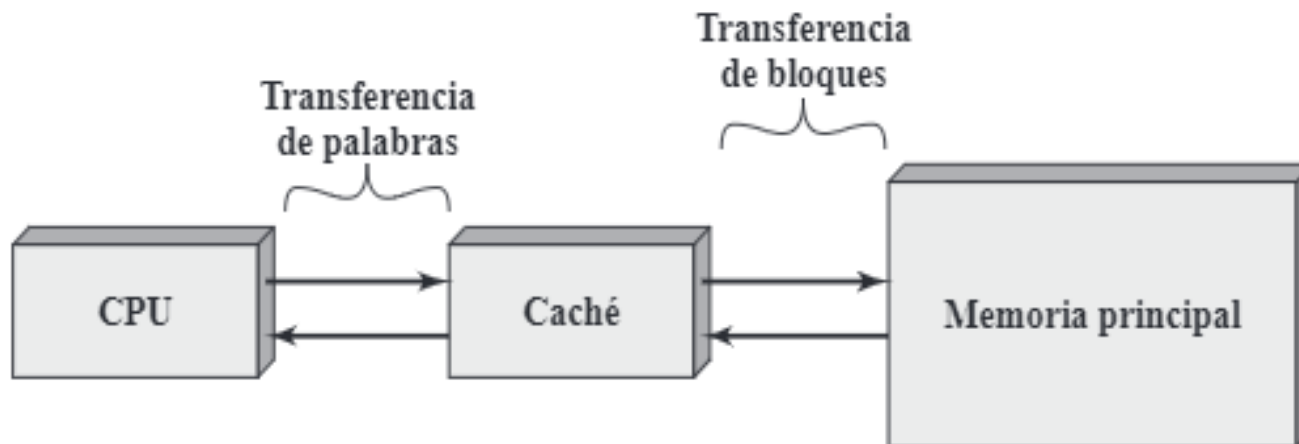 Transferencia
de bloques
Transferencia
de palabras
CPU
Caché
Memoria principal